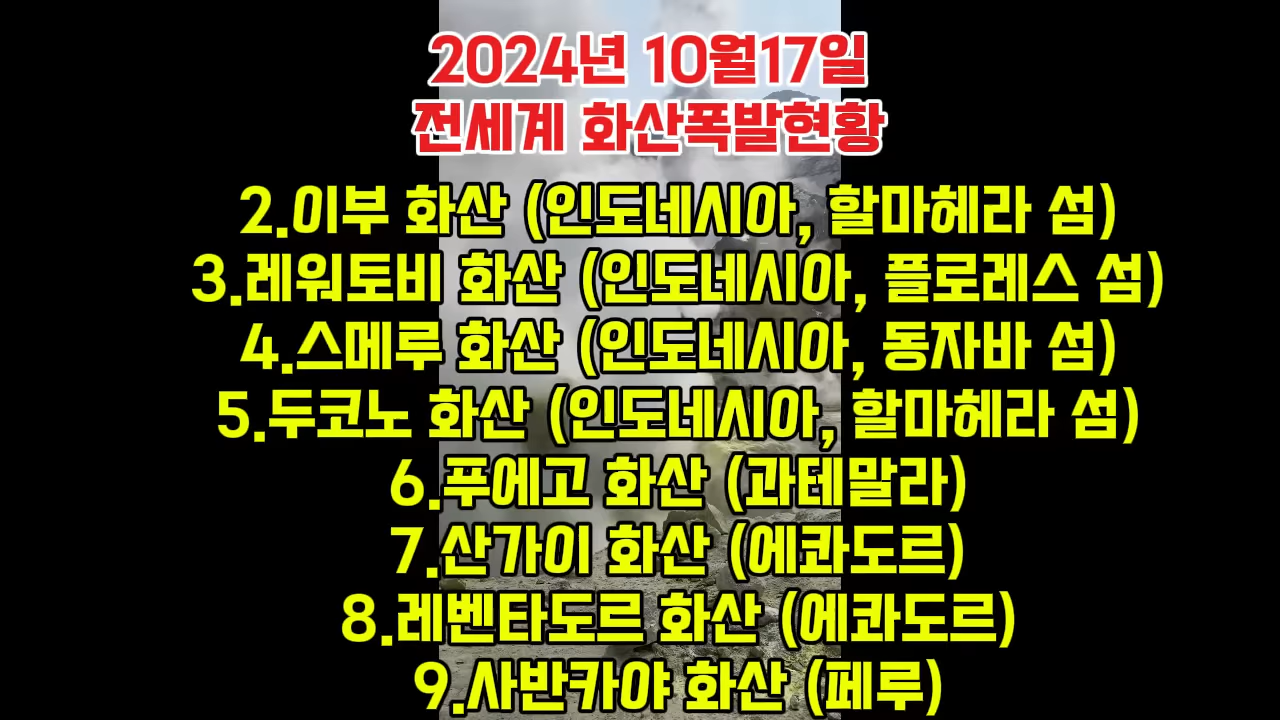 2024년 10월17일
전세계 화산폭발현황
2.이부 화산 (인도네시아, 할마헤라 섬)
3.레워토비 화산 (인도네시아, 플로레스 섬)
4.스메루 화산 (인도네시아, 동자바 섬)
5.두코노 화산 (인도네시아, 할마헤라 섬)
6.푸에고 화산 (과테말라)
7.산가이 화산 (에콰도르)
8.레벤타도르 화산 (에콰도르)
9.사반카야 화산 (페루)